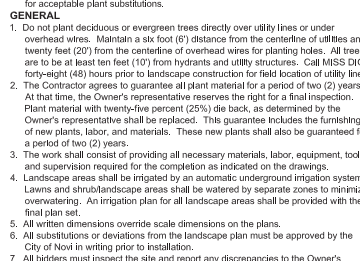 for acceptable plant substitutions.
GENERAL
1. Do not plant deciduous or evergreen trees directly over utility lines or under
overhead wires. Maintain a six foot (6') distance from the centerline of utilities an
twenty feet (20') from the centerline of overhead wires for planting holes. All tree
are to be at least ten feet (10') from hydrants and utility structures. Call MISS DIG
forty-eight (48) hours prior to landscape construction for field location of utility line
2. The Contractor agrees to guarantee all plant material for a period of two (2) years
At that time, the Owner's representative reserves the right for a final inspection.
Plant material with twenty-five percent (25%) die back, as determined by the
Owner's representative shall be replaced. This guarantee includes the furnishing
of new plants, labor, and materials. These new plants shall also be guaranteed f
a period of two (2) years.
3. The work shall consist of providing all necessary materials, labor, equipment, tool
and supervision required for the completion as indicated on the drawings.
4. Landscape areas shall be irrigated by an automatic underground irrigation system
Lawns and shrub/landscape areas shall be watered by separate zones to minimiz
overwatering. An irrigation plan for all landscape areas shall be provided with the
final plan set.
5. All written dimensions override scale dimensions on the plans.
6. All substitutions or deviations from the landscape plan must be approved by the
City of Novi in writing prior to installation.
7. All bidders must inspect the site and report any discrepancies to the Owner's